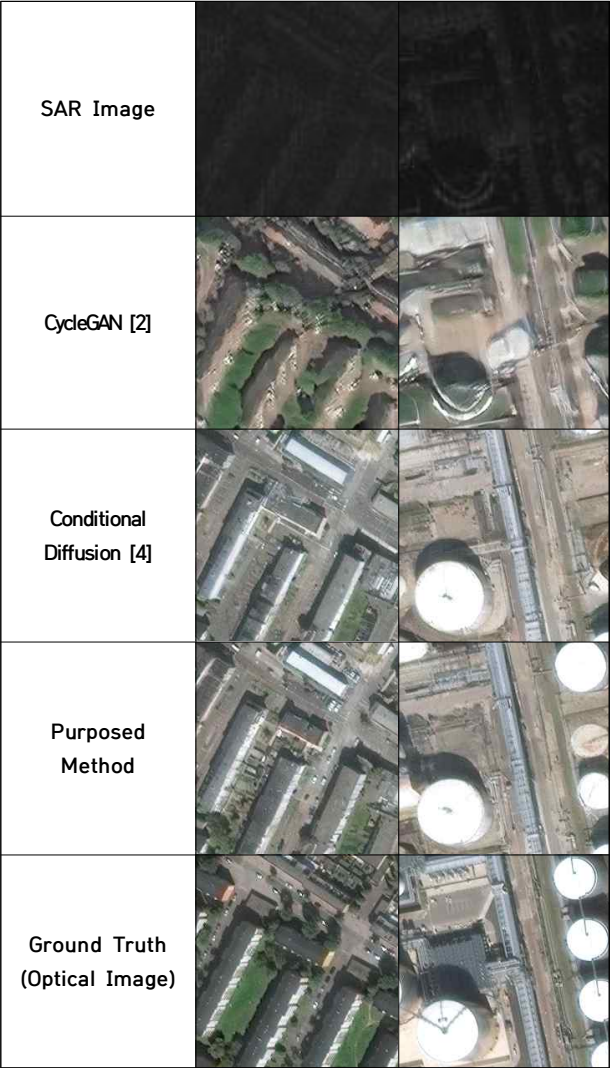 SAR Image
CycleGAN [2]
Conditional
Diffusion [4]
Purposed
Method
Ground Truth
(Optical Image)